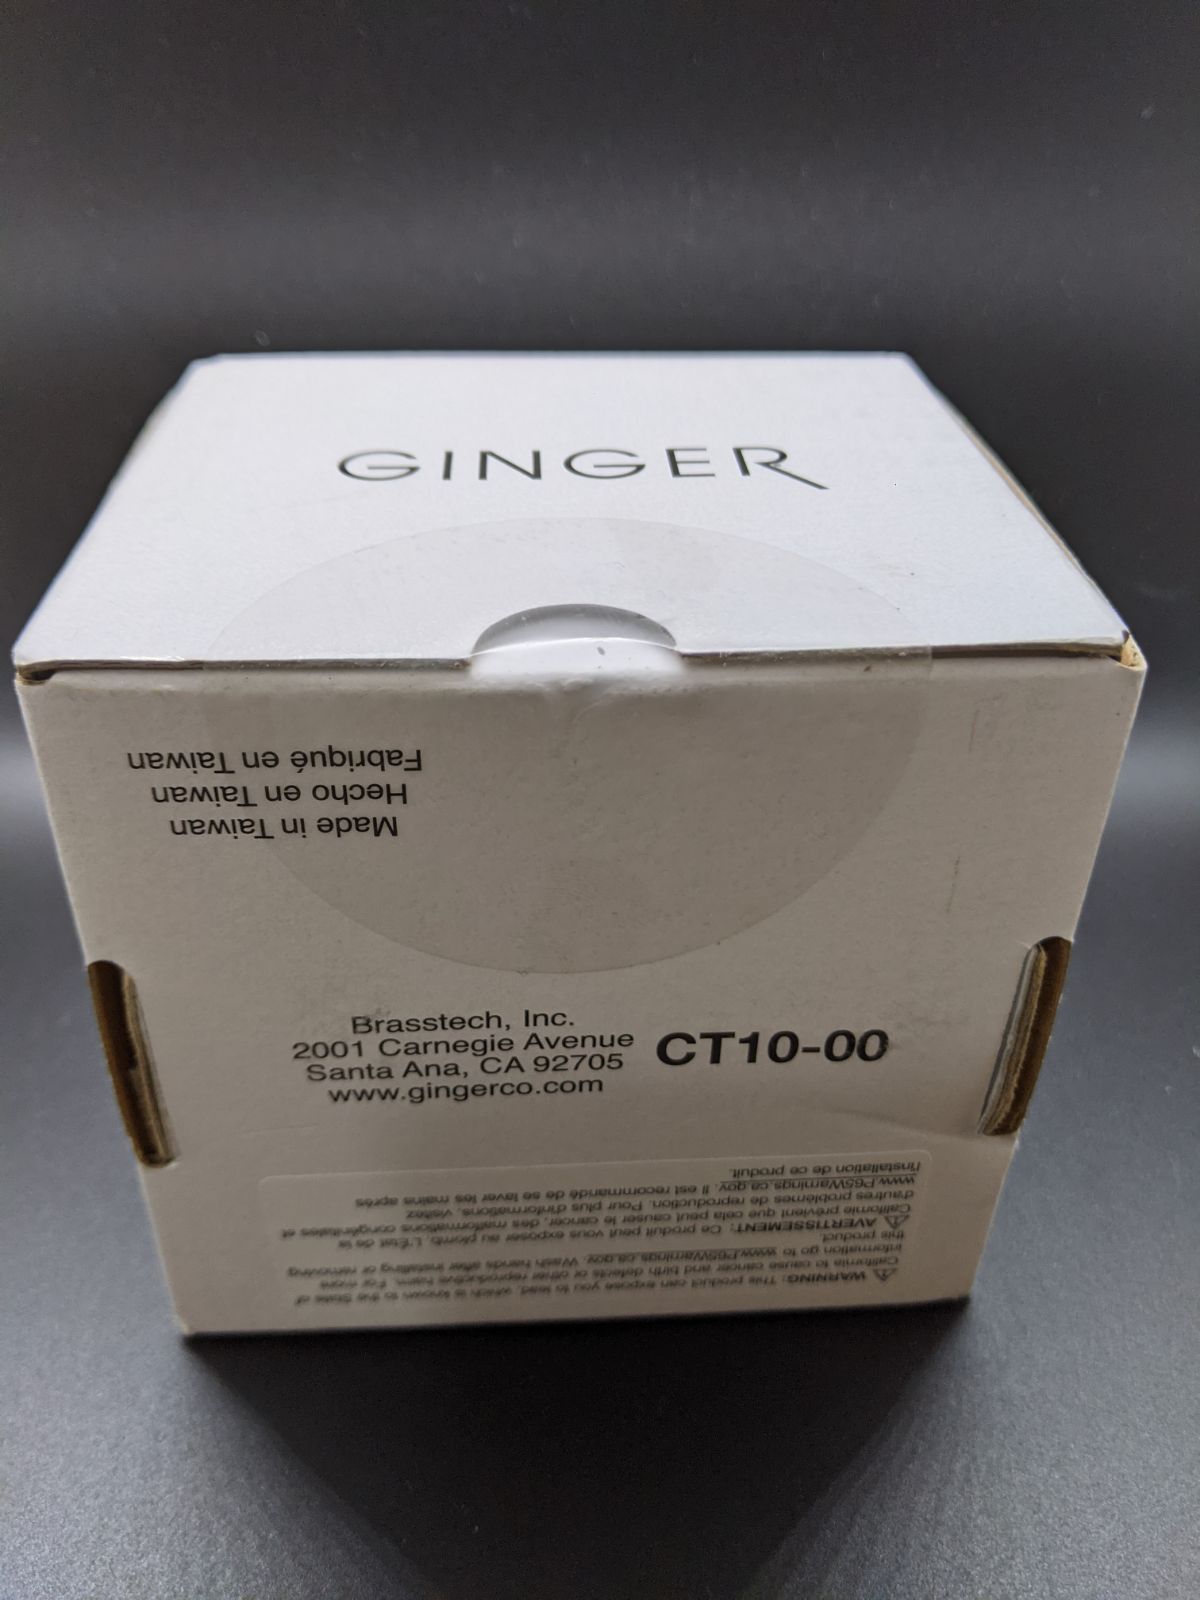 GINGER
Made in Taiwan
Hecho en Taiwan
Fabriqué en Taiwan
Brasstech, Inc.
2001 Carnegie Avenue
Santa Ana, CA 92705
www.gingerco.com
CT10-00
⚠ WARNING: This product can expose you to lead, which is known to the State of
California to cause cancer and birth defects or other reproductive harm. For more
information go to www.P65Warnings.ca.gov. Wash hands after installing or removing
this product.
⚠ AVERTISSEMENT: Ce produit peut vous exposer au plomb. L'État de la
Californie prévient que cela peut causer le cancer, des malformations congénitales et
d'autres problèmes de reproduction. Pour plus d'informations, visitez
www.P65Warnings.ca.gov. Il est recommandé de se laver les mains après
l'installation de ce produit.